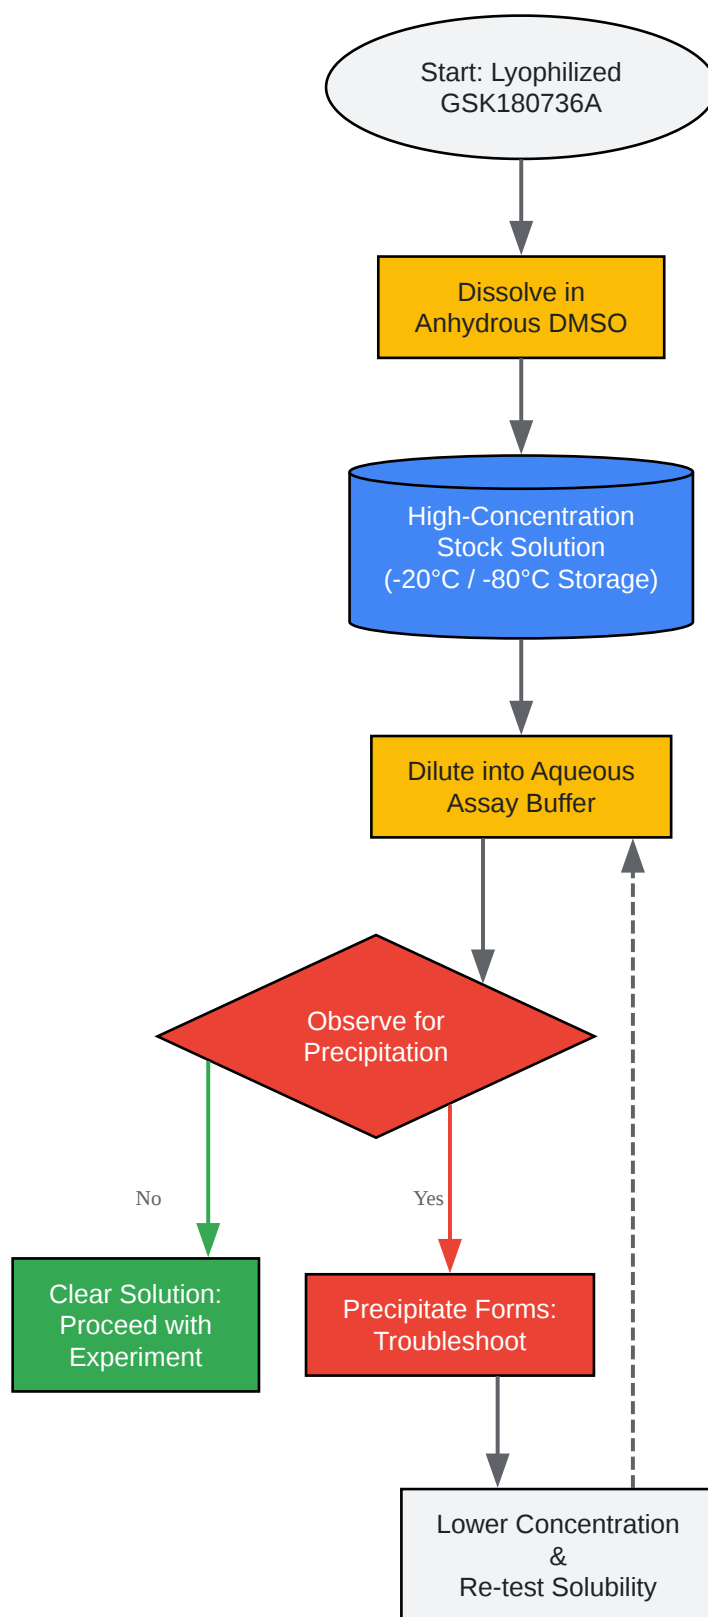 Start: Lyophilized
GSK180736A
Dissolve in
Anhydrous DMSO
High-Concentration
Stock Solution
(-20°C / -80°C Storage)
Dilute into Aqueous
Assay Buffer
Observe for
Precipitation
No
Yes
Clear Solution:
Proceed with
Experiment
Precipitate Forms:
Troubleshoot
Lower Concentration
&
Re-test Solubility